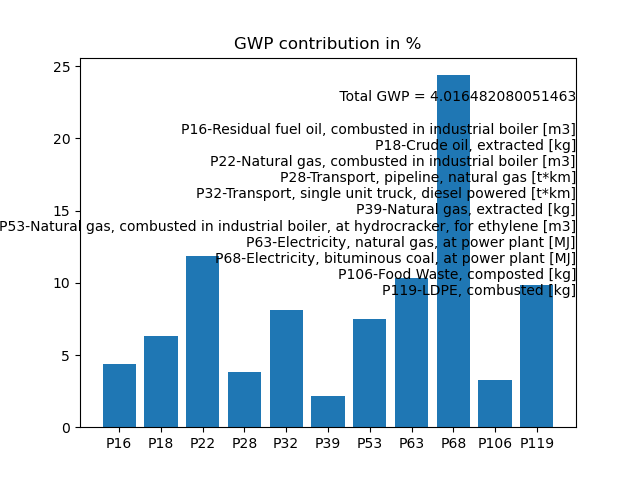 GWP contribution in %
25
20
15
10
5
0
Total GWP = 4.016482080051463
P16-Residual fuel oil, combusted in industrial boiler [m3]
P18-Crude oil, extracted [kg]
P22-Natural gas, combusted in industrial boiler [m3]
P28-Transport, pipeline, natural gas [t*km]
P32-Transport, single unit truck, diesel powered [t*km]
P39-Natural gas, extracted [kg]
P53-Natural gas, combusted in industrial boiler, at hydrocracker, for ethylene [m3]
P63-Electricity, natural gas, at power plant [MJ]
P68-Electricity, bituminous coal, at power plant [MJ]
P106-Food Waste, composted [kg]
P119-LDPE, combusted [kg]
P16 P18 P22 P28 P32 P39 P53 P63 P68 P106 P119